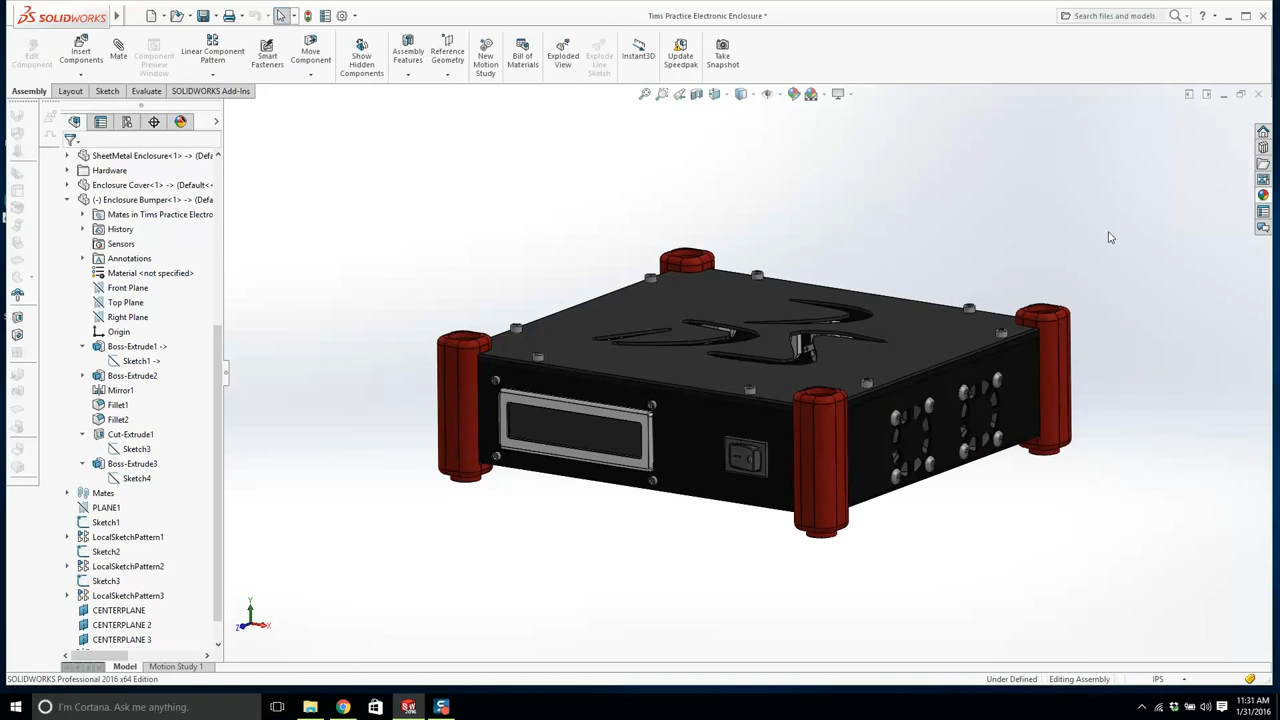 SOLIDWORKS
Tims Practice Electronic Enclosure *
Search files and models
Edit Component
Insert Components
Mate
Component Preview Window
Linear Component Pattern
Smart Fasteners
Move Component
Show Hidden Components
Assembly Features
Reference Geometry
New Motion Study
Bill of Materials
Exploded View
Explode Line Sketch
Instant3D
Update Speedpak
Take Snapshot
Assembly
Layout
Sketch
Evaluate
SOLIDWORKS Add-Ins
SheetMetal Enclosure<1> -> (Defa
Hardware
Enclosure Cover<1> -> (Default<<
(-) Enclosure Bumper<1> -> (Defa
Mates in Tims Practice Electro
History
Sensors
Annotations
Material <not specified>
Front Plane
Top Plane
Right Plane
Origin
Boss-Extrude1 ->
Sketch1 ->
Boss-Extrude2
Mirror1
Fillet1
Fillet2
Cut-Extrude1
Sketch3
Boss-Extrude3
Sketch4
Mates
PLANE1
Sketch1
LocalSketchPattern1
Sketch2
LocalSketchPattern2
Sketch3
LocalSketchPattern3
CENTERPLANE
CENTERPLANE 2
CENTERPLANE 3
Y
Z
X
Model
Motion Study 1
SOLIDWORKS Professional 2016 x64 Edition
Under Defined
Editing Assembly
IPS
I'm Cortana. Ask me anything.
11:31 AM
1/31/2016